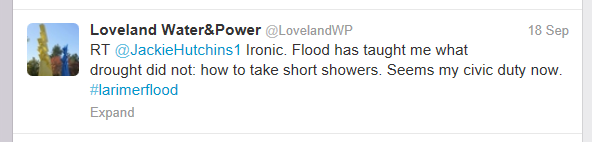 Loveland Water&Power @LovelandWP 18 Sep
RT @JackieHutchins1 Ironic. Flood has taught me what
drought did not: how to take short showers. Seems my civic duty now.
#larimerflood
Expand